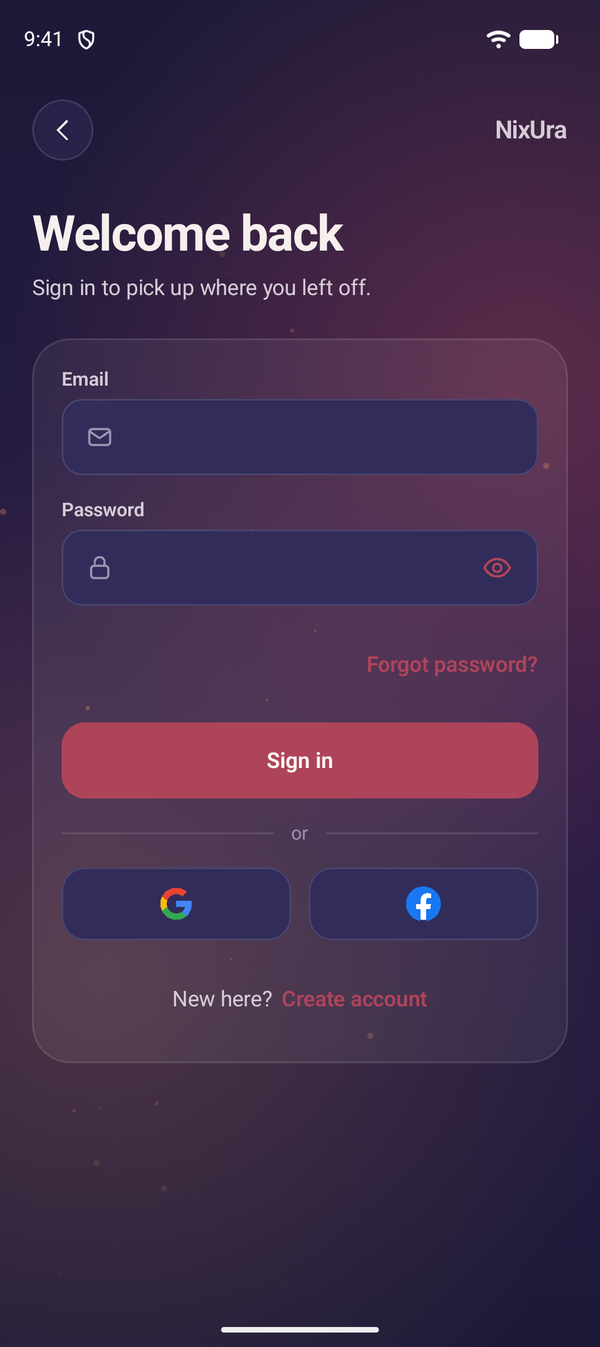 9:41
NixUra
Welcome back
Sign in to pick up where you left off.
Email
Password
Forgot password?
Sign in
or
New here? Create account